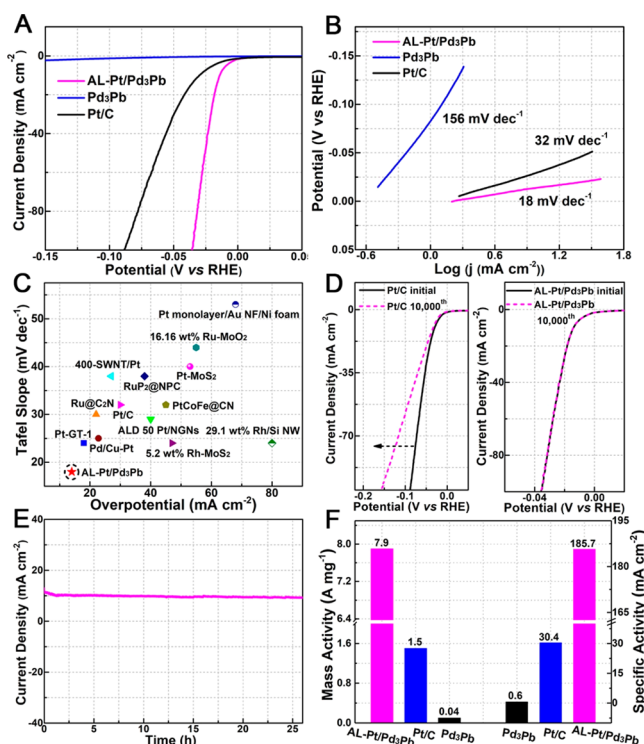 A
0
-40
-80
Current Density (mA cm⁻²)
AL-Pt/Pd₃Pb
Pd₃Pb
Pt/C
-0.15
-0.10
-0.05
0.00
0.05
Potential (V vs RHE)
B
-0.15
-0.10
-0.05
0.00
0.05
Potential (V vs RHE)
AL-Pt/Pd₃Pb
Pd₃Pb
Pt/C
156 mV dec⁻¹
32 mV dec⁻¹
18 mV dec⁻¹
-0.6
0.0
0.6
1.2
1.8
Log (j (mA cm⁻²))
C
60
50
40
30
20
Tafel Slope (mV dec⁻¹)
Pt monolayer/Au NF/Ni foam
16.16 wt% Ru-MoO₂
400-SWNT/Pt
Pt-MoS₂
RuP₂@NPC
Ru@C₂N
Pt/C
PtCoFe@CN
ALD 50 Pt/NGNs
29.1 wt% Rh/Si NW
Pt-GT-1
Pd/Cu-Pt
5.2 wt% Rh-MoS₂
AL-Pt/Pd₃Pb
20
40
60
80
Overpotential (mA cm⁻²)
D
0
-35
-70
Current Density (mA cm⁻²)
Pt/C initial
Pt/C 10,000ᵗʰ
-0.2
-0.1
0.0
Potential (V vs RHE)
0
-40
-80
Current Density (mA cm⁻²)
AL-Pt/Pd₃Pb initial
AL-Pt/Pd₃Pb
10,000ᵗʰ
-0.04
0.00
Potential (V vs RHE)
E
40
20
0
-20
-40
Current Density (mA cm⁻²)
0
5
10
15
20
25
Time (h)
F
8.0
7.2
6.4
1.6
0.8
0.0
Mass Activity (A mg⁻¹)
7.9
1.5
0.04
0.6
30.4
185.7
AL-Pt/Pd₃Pb
Pt/C
Pd₃Pb
Pd₃Pb
Pt/C
AL-Pt/Pd₃Pb
195
180
165
60
30
0
Specific Activity (mA cm⁻²)